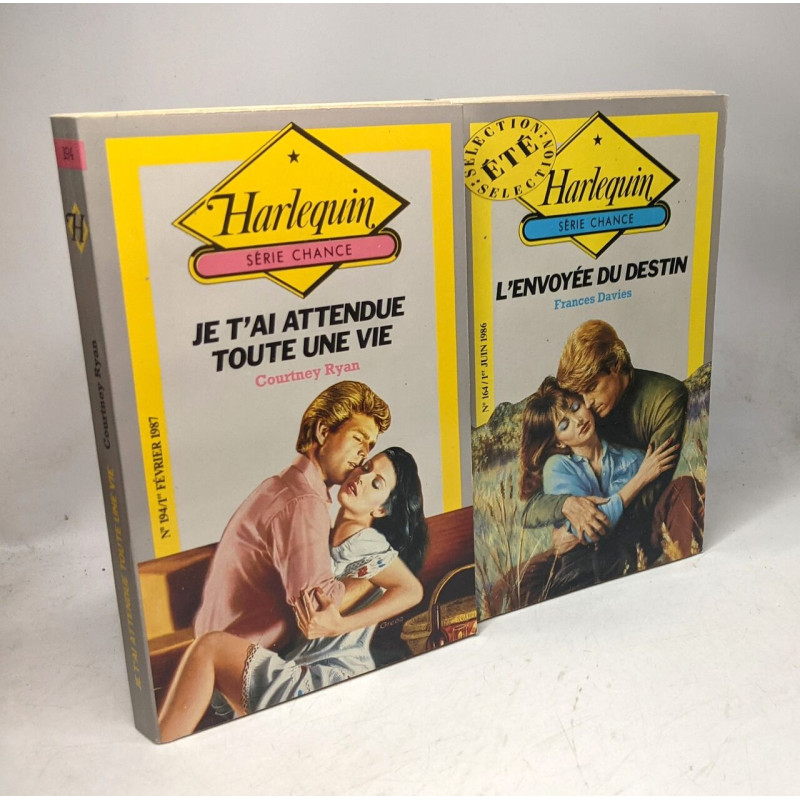 194
H
Courtney Ryan
JE T'AI ATTENDUE TOUTE UNE VIE
Harlequin
SÉRIE CHANCE
JE T'AI ATTENDUE
TOUTE UNE VIE
Courtney Ryan
N° 194/1er FÉVRIER 1987
SÉLECTION
ÉTÉ
SÉLECTION
Harlequin
SÉRIE CHANCE
L'ENVOYÉE DU DESTIN
Frances Davies
N° 164/1er JUIN 1986